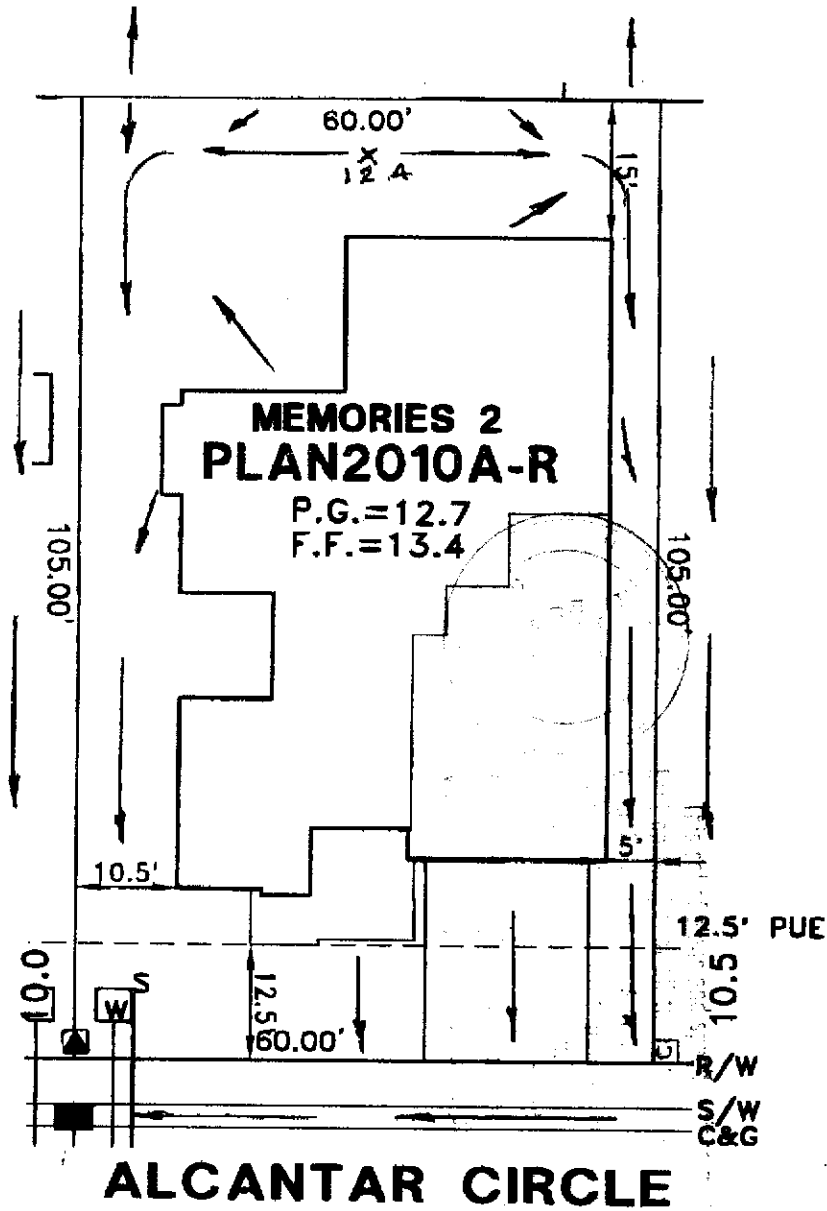 60.00'
X
12.4
15'
MEMORIES 2
PLAN2010A-R
P.G.=12.7
F.F.=13.4
105.00'
105.00'
10.5'
5'
12.5' PUE
10.0
S
W
12.5'
60.00'
10.5
R/W
S/W
C&G
ALCANTAR CIRCLE